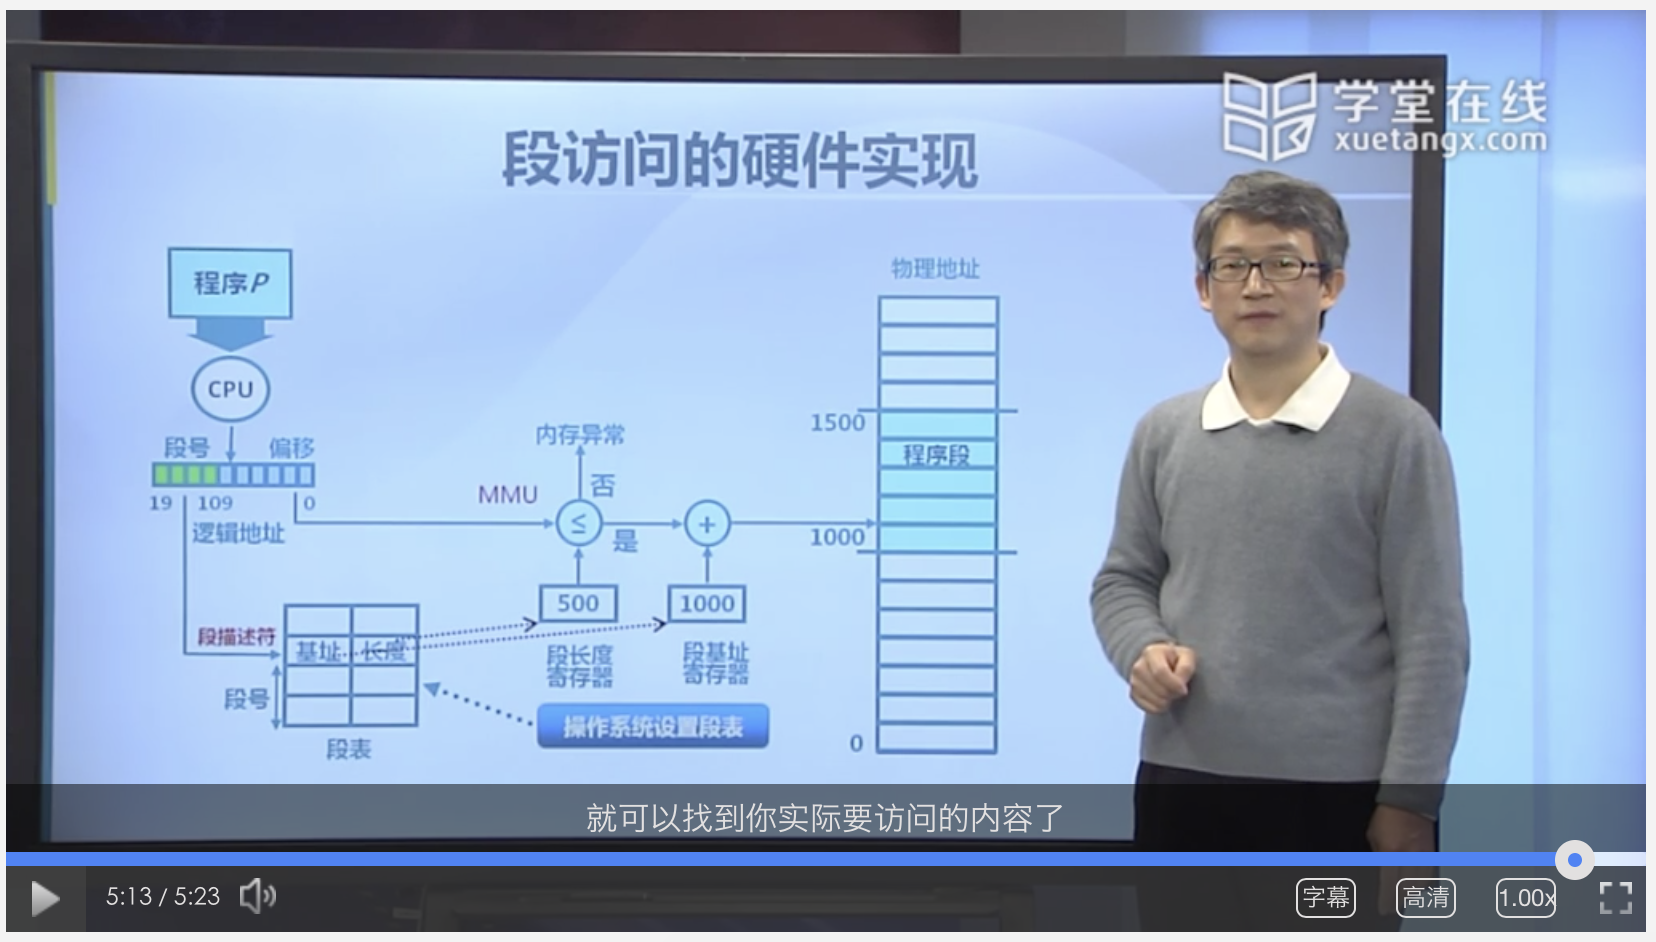 学堂在线
xuetangx.com
段访问的硬件实现
程序P
CPU
段号 偏移
19 109 0
逻辑地址
段描述符
基址 长度
段号
段表
MMU
内存异常
否
≤
是
+
500
1000
段长度
寄存器
段基址
寄存器
操作系统设置段表
物理地址
1500
程序段
1000
0
就可以找到你实际要访问的内容了
5:13 / 5:23
字幕
高清
1.00x